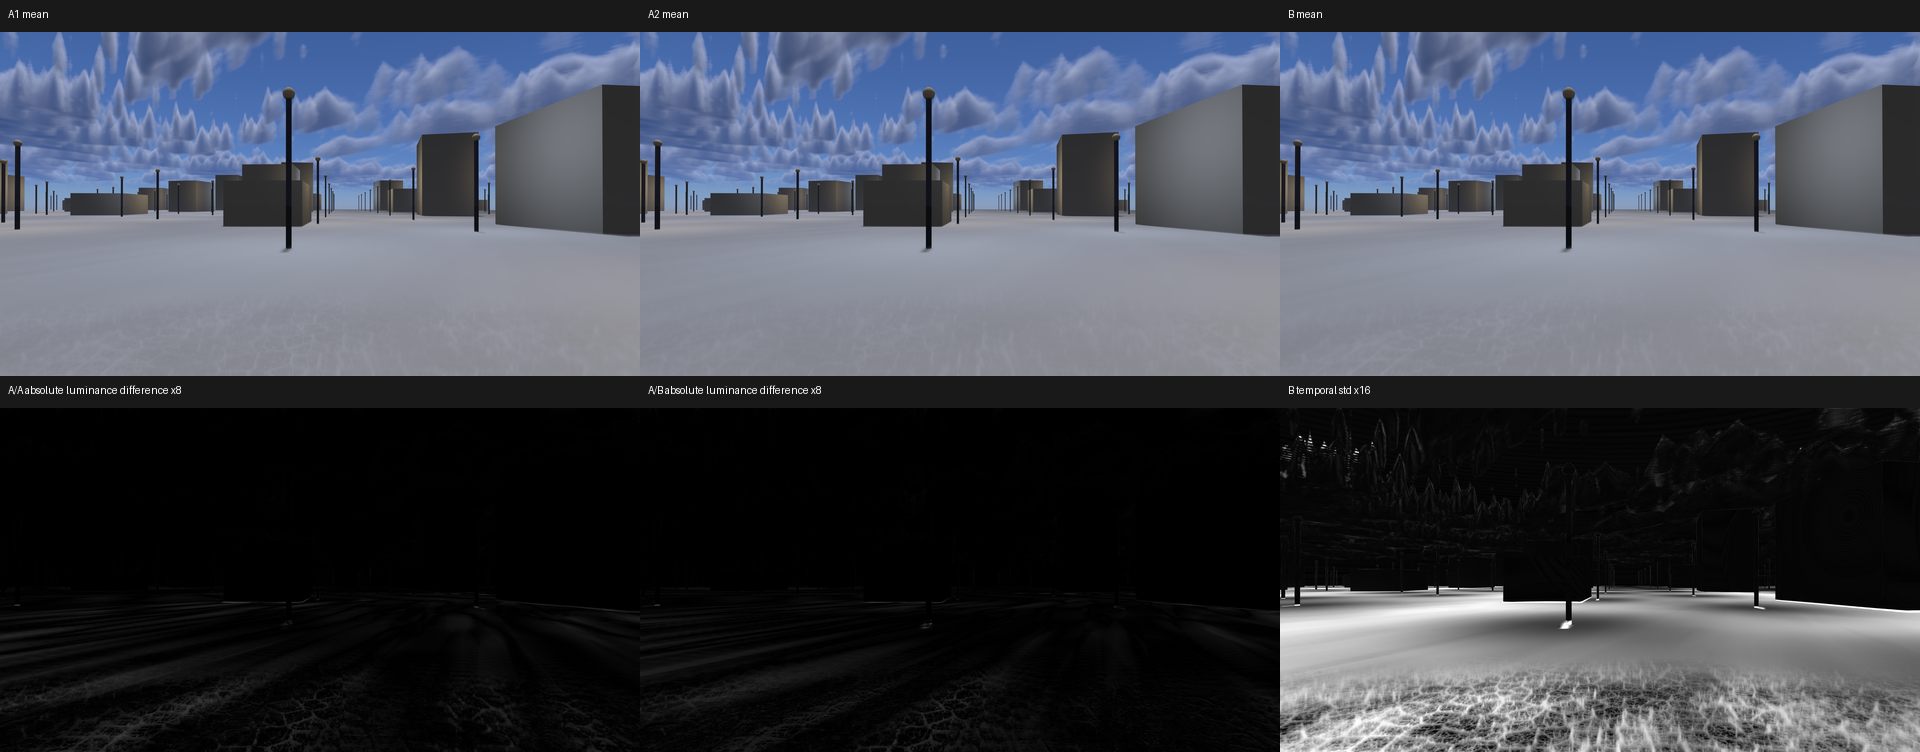 A1 mean
A2 mean
B mean
A/A absolute luminance difference x8
A/B absolute luminance difference x8
B temporal std x16